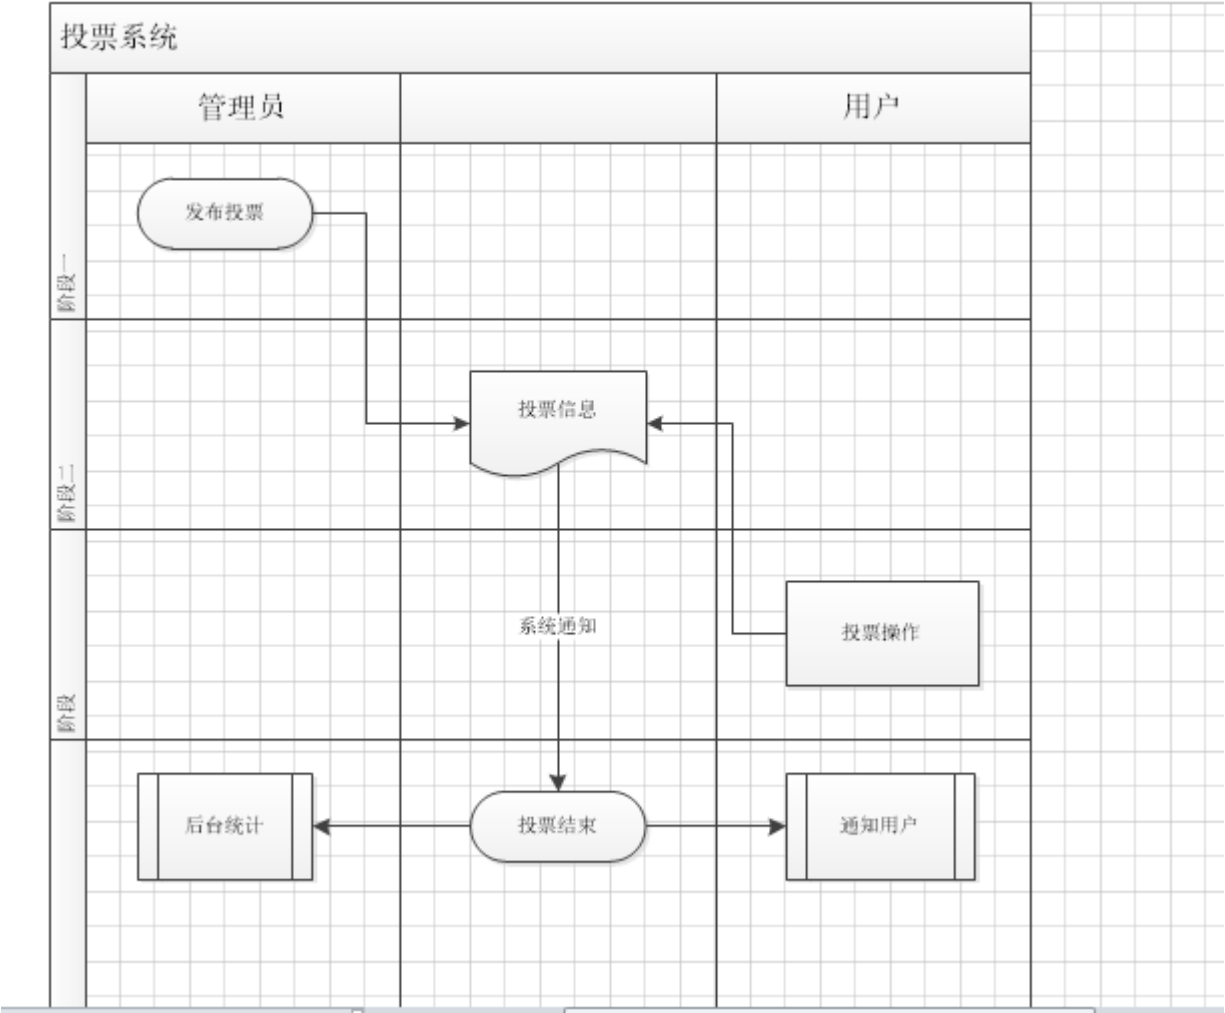 投票系统
管理员
用户
发布投票
阶段一
投票信息
阶段二
系统通知
投票操作
阶段
后台统计
投票结束
通知用户